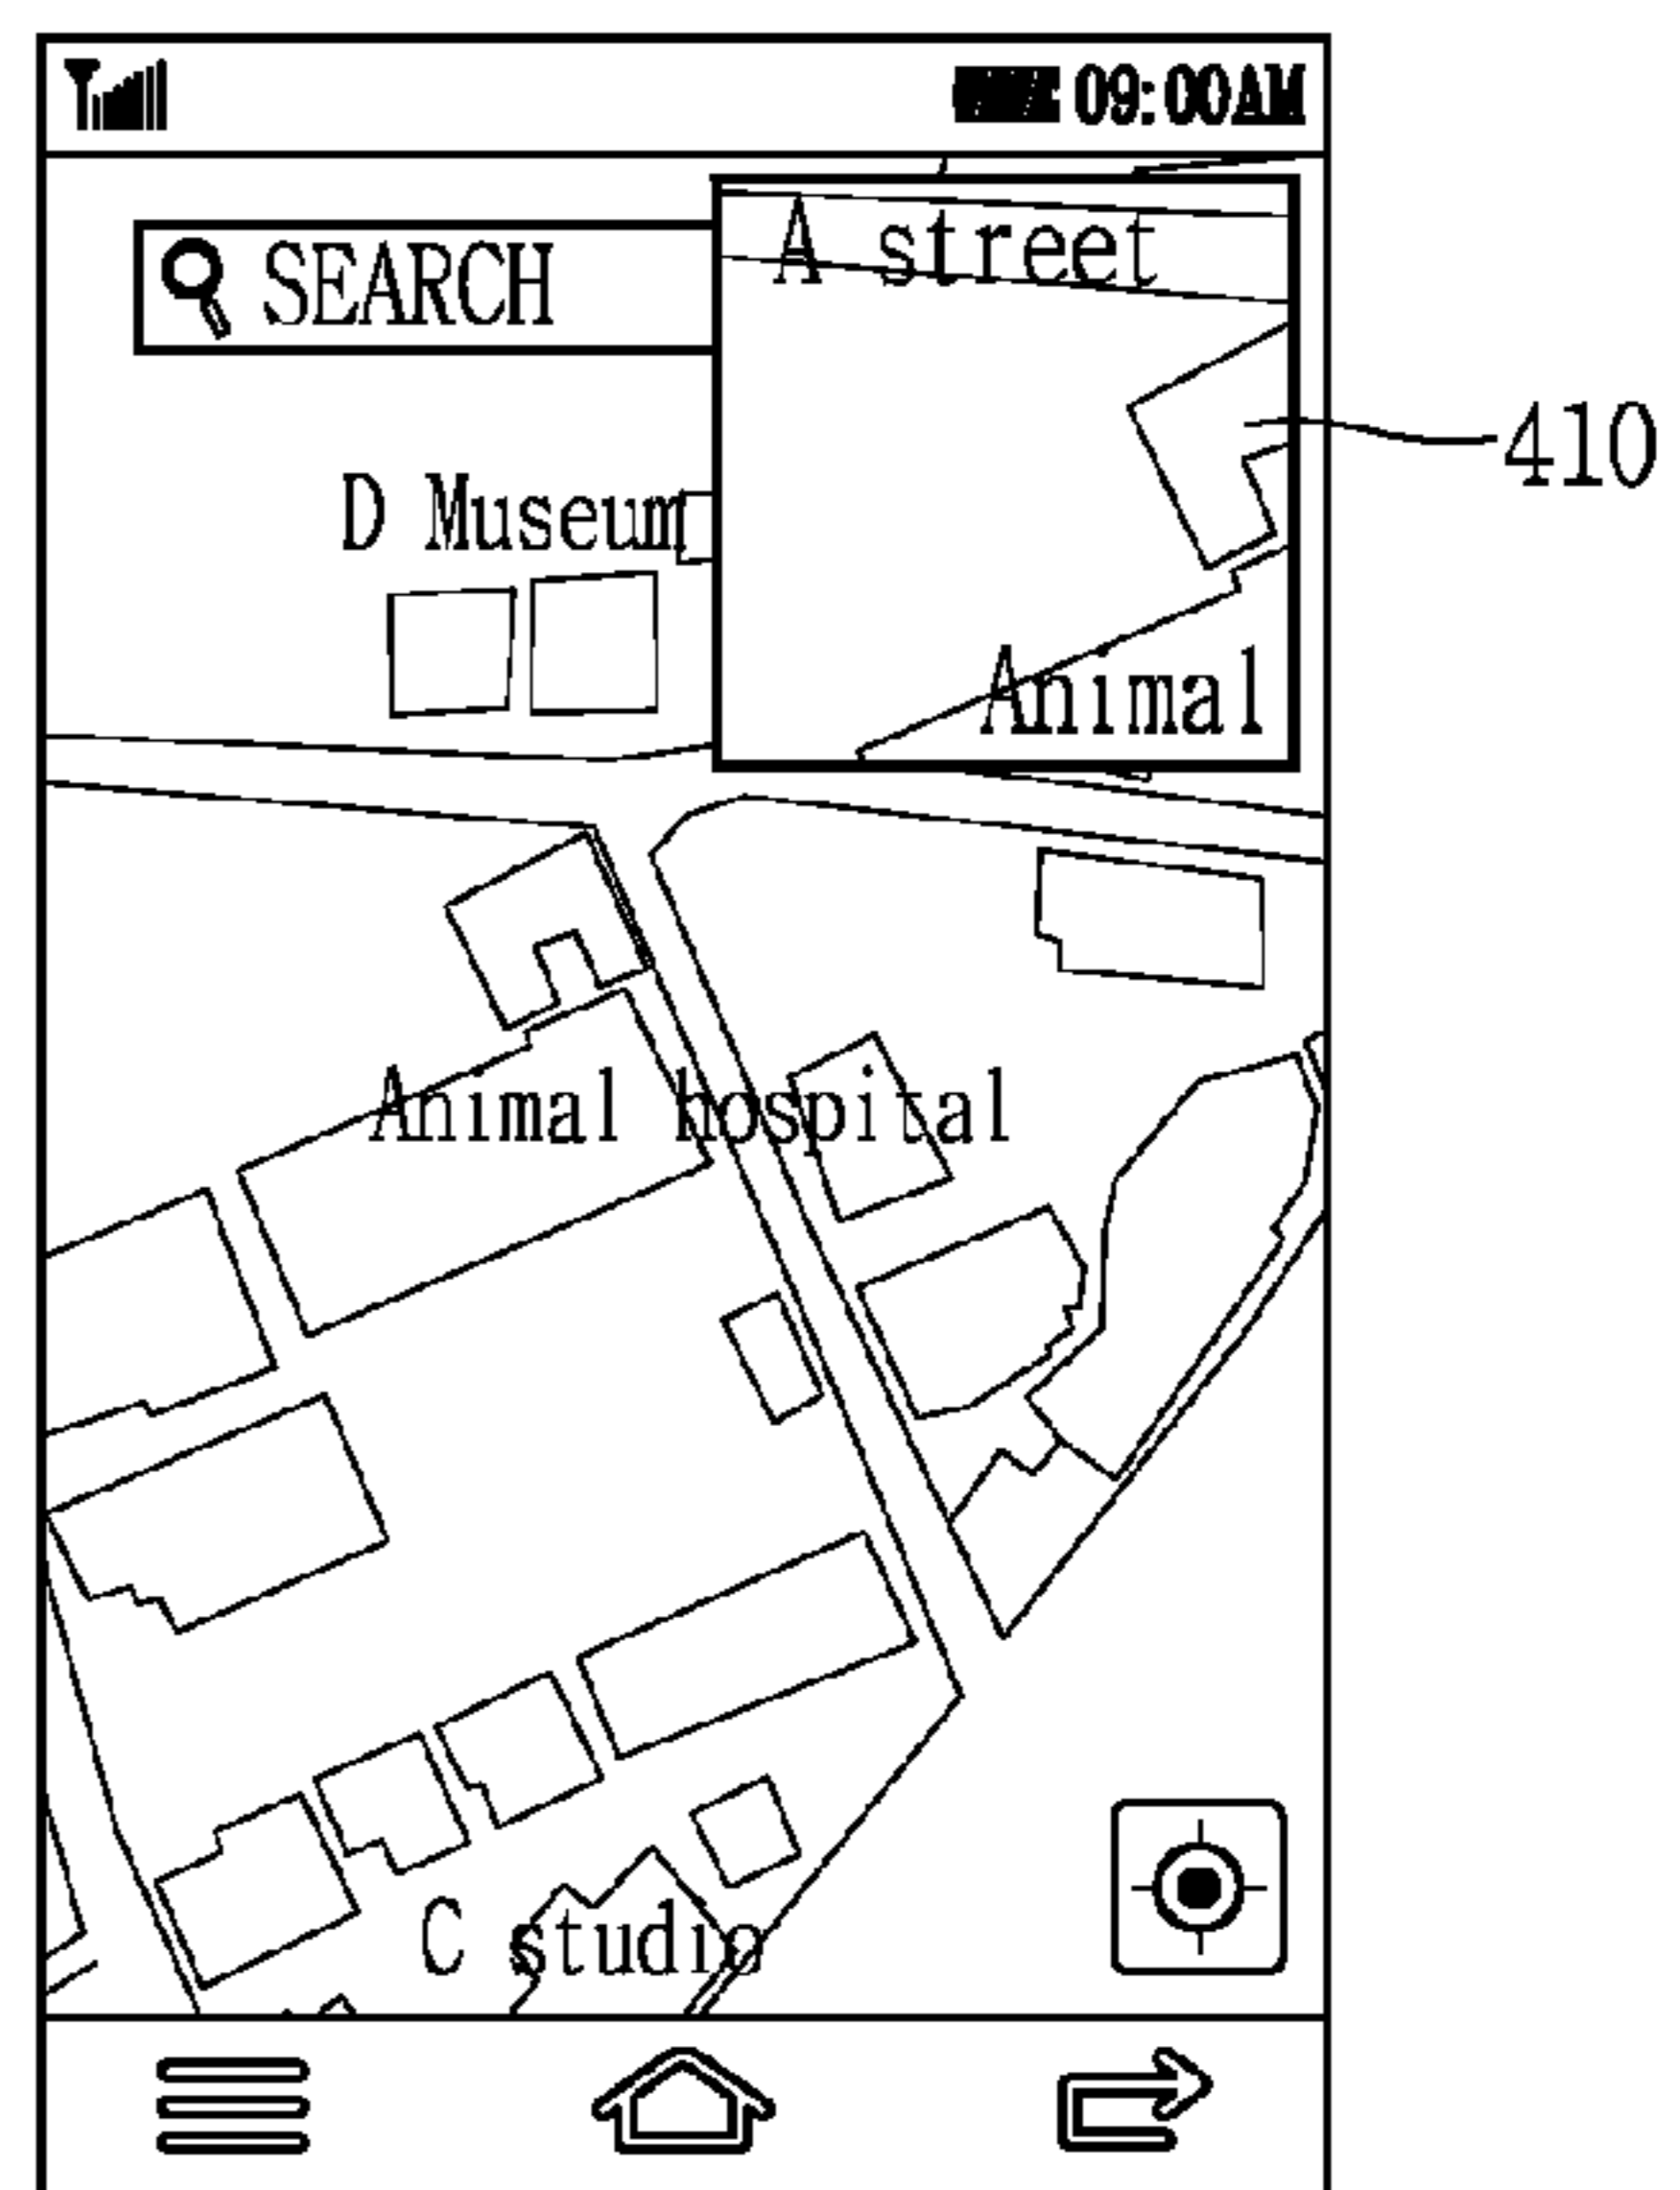 09:00AM
A street
SEARCH
410
D Museum
Animal
Animal hospital
C studio